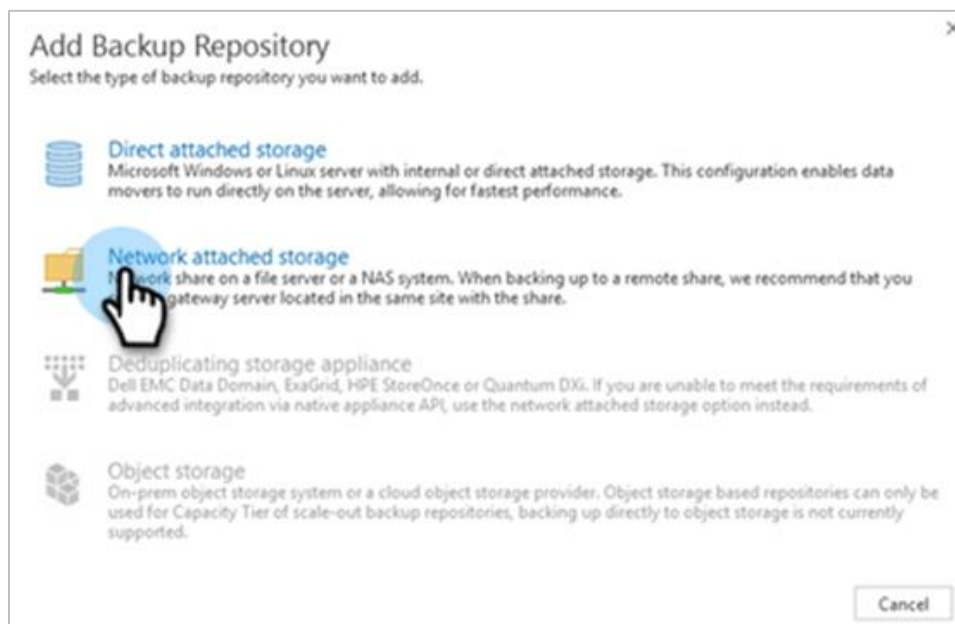 Add Backup Repository
Select the type of backup repository you want to add.
Direct attached storage
Microsoft Windows or Linux server with internal or direct attached storage. This configuration enables data
movers to run directly on the server, allowing for fastest performance.
Network attached storage
share on a file server or a NAS system. When backing up to a remote share, we recommend that you
gateway server located in the same site with the share.
Deduplicating storage appliance
Dell EMC Data Domain, ExaGrid, HPE StoreOnce or Quantum DXi. If you are unable to meet the requirements of
advanced integration via native appliance API, use the network attached storage option instead.
Object storage
On-prem object storage system or a cloud object storage provider. Object storage based repositories can only be
used for Capacity Tier of scale-out backup repositories, backing up directly to object storage is not currently
supported.
Cancel